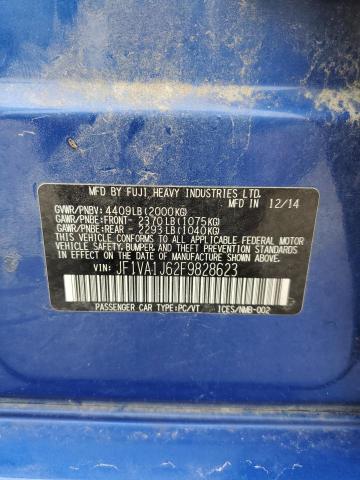 MFD BY FUJI HEAVY INDUSTRIES LTD.
MADE IN 12/14
GVWR/PNBV: 4409LB(2000KG)
GAWR/PNBE:FRONT- 2370LB(1075KG)
GAWR/PNBE:REAR - 2293LB(1040KG)
THIS VEHICLE CONFORMS TO ALL APPLICABLE FEDERAL MOTOR
VEHICLE SAFETY, BUMPER, AND THEFT PREVENTION STANDARDS
IN EFFECT ON THE DATE OF MANUFACTURE SHOWN ABOVE.
VIN: JF1VA1J62F9828623
PASSENGER CAR TYPE:PC/VT ICES/NMB-002